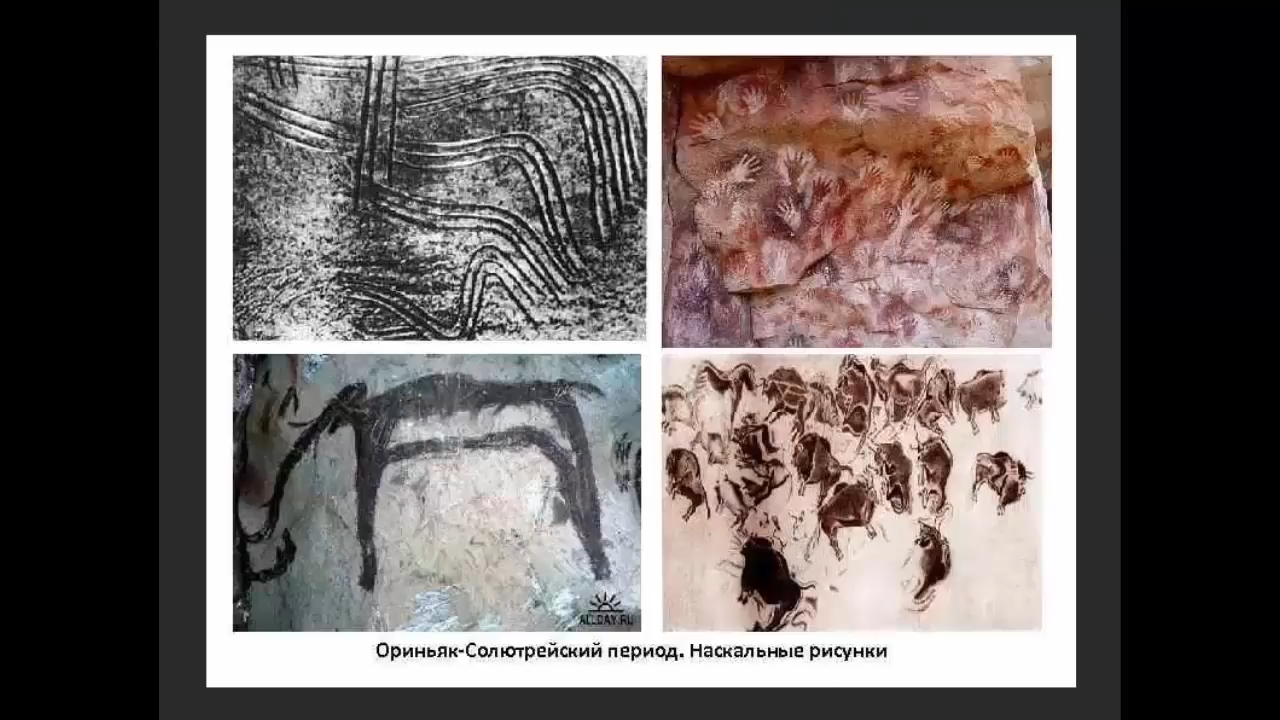 ALLDAY.RU
Ориньяк-Солютрейский период. Наскальные рисунки